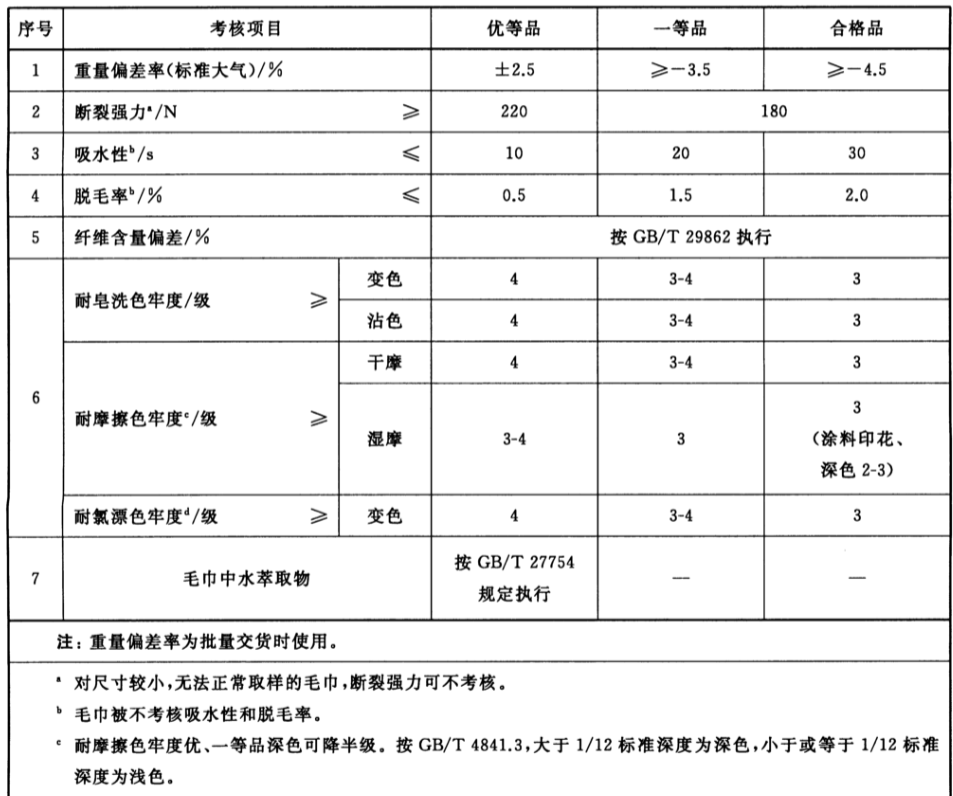 序号 考核项目 优等品 一等品 合格品
1 重量偏差率(标准大气)/% ±2.5 ≥-3.5 ≥-4.5
2 断裂强力ᵃ/N ≥ 220 180
3 吸水性ᵇ/s ≤ 10 20 30
4 脱毛率ᵇ/% ≤ 0.5 1.5 2.0
5 纤维含量偏差/% 按 GB/T 29862 执行
6 耐皂洗色牢度/级 ≥ 变色 4 3-4 3
沾色 4 3-4 3
耐摩擦色牢度ᶜ/级 ≥ 干摩 4 3-4 3
湿摩 3-4 3 3
(涂料印花、
深色 2-3)
耐氯漂色牢度ᵈ/级 ≥ 变色 4 3-4 3
7 毛巾中水萃取物 按 GB/T 27754 — —
规定执行
注:重量偏差率为批量交货时使用。
ᵃ 对尺寸较小,无法正常取样的毛巾,断裂强力可不考核。
ᵇ 毛巾被不考核吸水性和脱毛率。
ᶜ 耐摩擦色牢度优、一等品深色可降半级。按 GB/T 4841.3,大于 1/12 标准深度为深色,小于或等于 1/12 标准
深度为浅色。